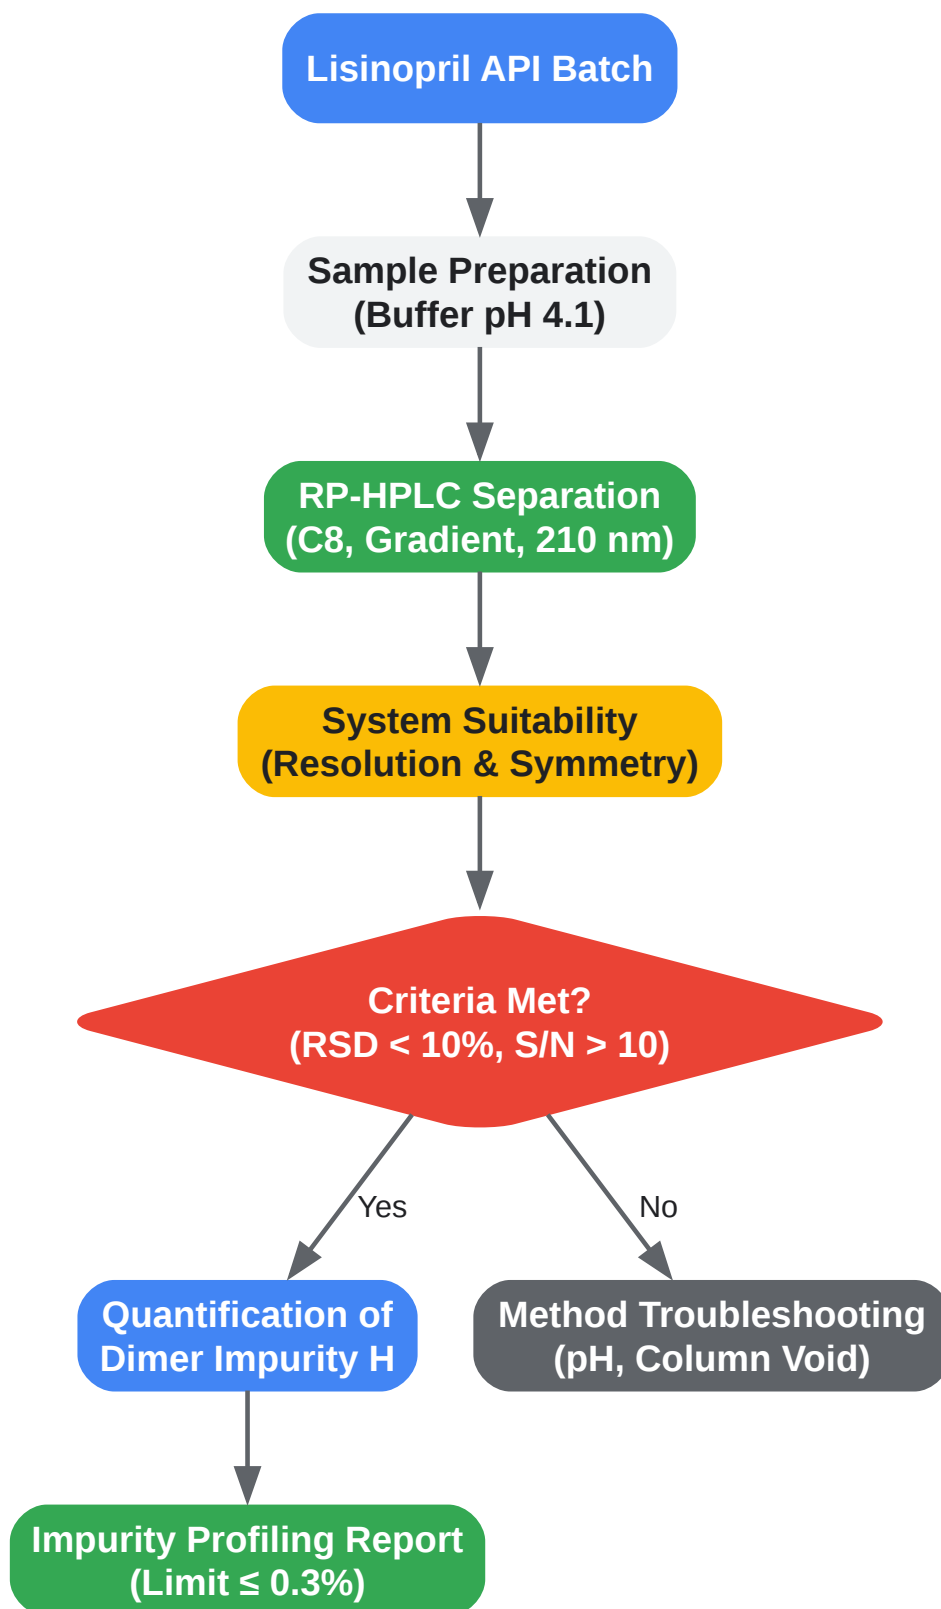 Lisinopril API Batch
Sample Preparation
(Buffer pH 4.1)
RP-HPLC Separation
(C8, Gradient, 210 nm)
System Suitability
(Resolution & Symmetry)
Criteria Met?
(RSD < 10%, S/N > 10)
Yes
No
Quantification of
Dimer Impurity H
Method Troubleshooting
(pH, Column Void)
Impurity Profiling Report
(Limit ≤ 0.3%)